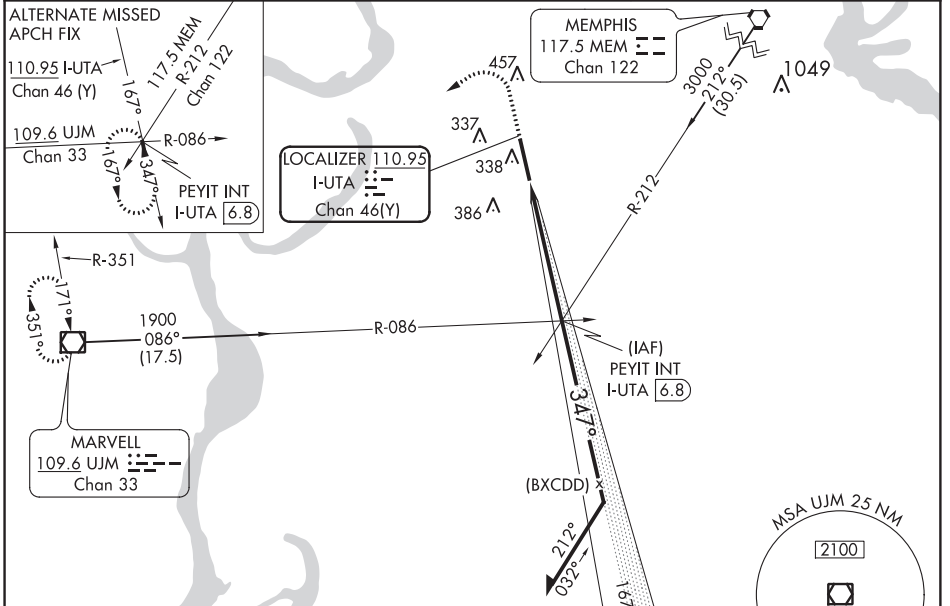 ALTERNATE MISSED
APCH FIX
110.95 I-UTA
Chan 46 (Y)
117.5 MEM
R-212
Chan 122
167°
109.6 UJM
Chan 33
R-086
167°
347°
PEYIT INT
I-UTA 6.8
MEMPHIS
117.5 MEM
Chan 122
3000
212°
(30.5)
1049
457
337
338
386
LOCALIZER 110.95
I-UTA
Chan 46(Y)
R-212
R-351
171°
351°
1900
086°
(17.5)
R-086
(IAF)
PEYIT INT
I-UTA 6.8
347°
MARVELL
109.6 UJM
Chan 33
(BXCDD)
212°
032°
167°
MSA UJM 25 NM
2100